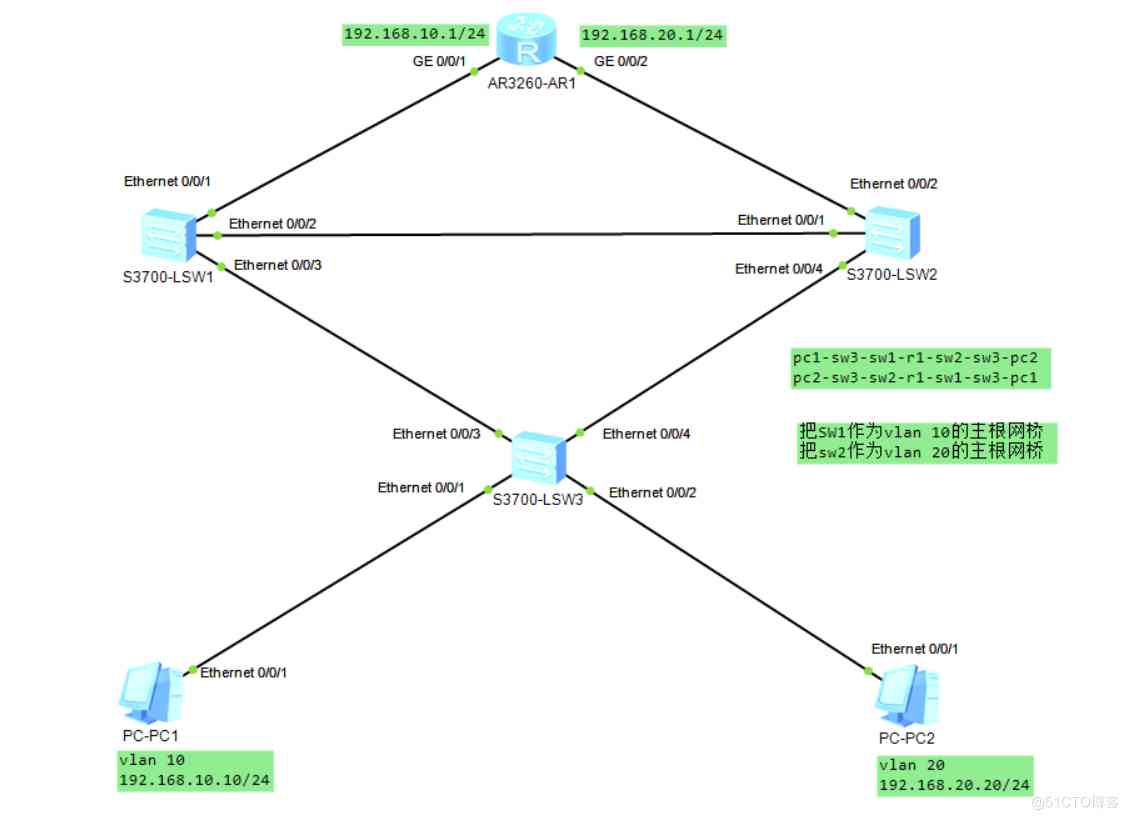 192.168.10.1/24
192.168.20.1/24
R
GE 0/0/1
GE 0/0/2
AR3260-AR1
Ethernet 0/0/1
Ethernet 0/0/2
Ethernet 0/0/2
Ethernet 0/0/1
Ethernet 0/0/3
Ethernet 0/0/4
S3700-LSW1
S3700-LSW2
pc1-sw3-sw1-r1-sw2-sw3-pc2
pc2-sw3-sw2-r1-sw1-sw3-pc1
把SW1作为vlan 10的主根网桥
把sw2作为vlan 20的主根网桥
Ethernet 0/0/3
Ethernet 0/0/4
Ethernet 0/0/1
Ethernet 0/0/2
S3700-LSW3
Ethernet 0/0/1
Ethernet 0/0/1
PC-PC1
PC-PC2
vlan 10
192.168.10.10/24
vlan 20
192.168.20.20/24
@51CTO博客